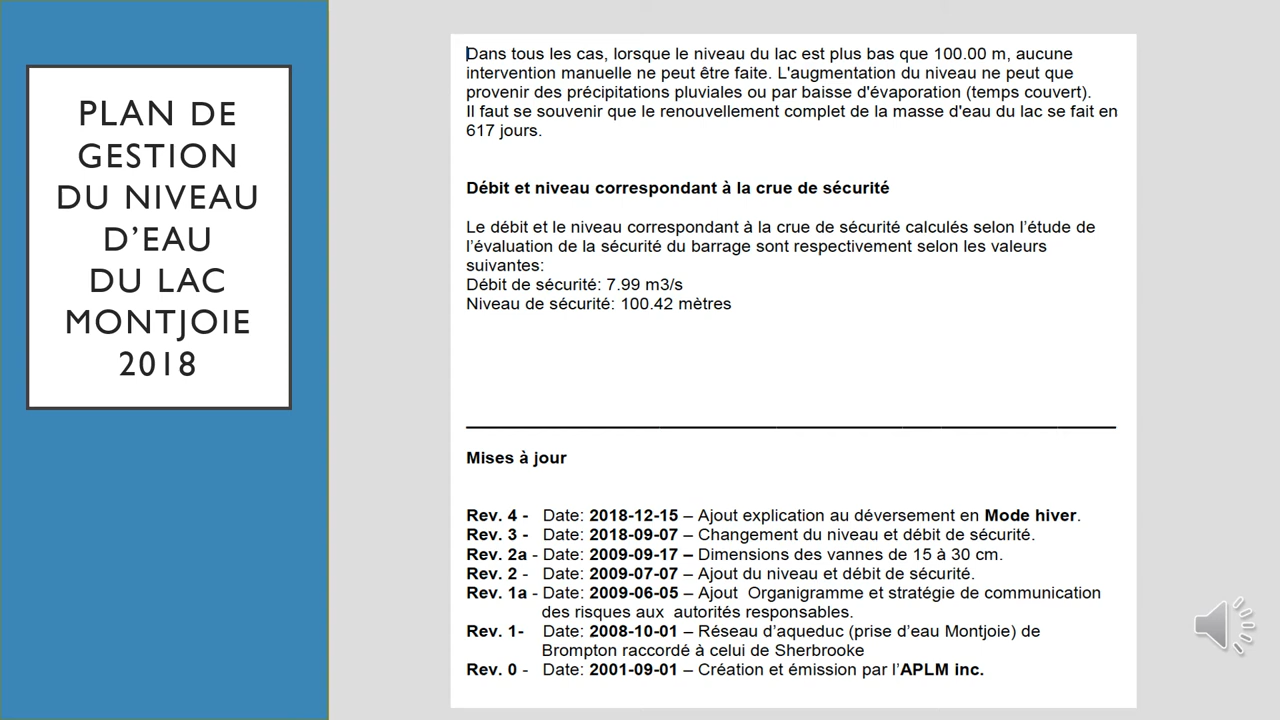 PLAN DE
GESTION
DU NIVEAU
D'EAU
DU LAC
MONTJOIE
2018
Dans tous les cas, lorsque le niveau du lac est plus bas que 100.00 m, aucune
intervention manuelle ne peut être faite. L'augmentation du niveau ne peut que
provenir des précipitations pluviales ou par baisse d'évaporation (temps couvert).
Il faut se souvenir que le renouvellement complet de la masse d'eau du lac se fait en
617 jours.
Débit et niveau correspondant à la crue de sécurité
Le débit et le niveau correspondant à la crue de sécurité calculés selon l'étude de
l'évaluation de la sécurité du barrage sont respectivement selon les valeurs
suivantes:
Débit de sécurité: 7.99 m3/s
Niveau de sécurité: 100.42 mètres
Mises à jour
Rev. 4 - Date: 2018-12-15 – Ajout explication au déversement en Mode hiver.
Rev. 3 - Date: 2018-09-07 – Changement du niveau et débit de sécurité.
Rev. 2a - Date: 2009-09-17 – Dimensions des vannes de 15 à 30 cm.
Rev. 2 - Date: 2009-07-07 – Ajout du niveau et débit de sécurité.
Rev. 1a - Date: 2009-06-05 – Ajout Organigramme et stratégie de communication
des risques aux autorités responsables.
Rev. 1- Date: 2008-10-01 – Réseau d'aqueduc (prise d'eau Montjoie) de
Brompton raccordé à celui de Sherbrooke
Rev. 0 - Date: 2001-09-01 – Création et émission par l'APLM inc.